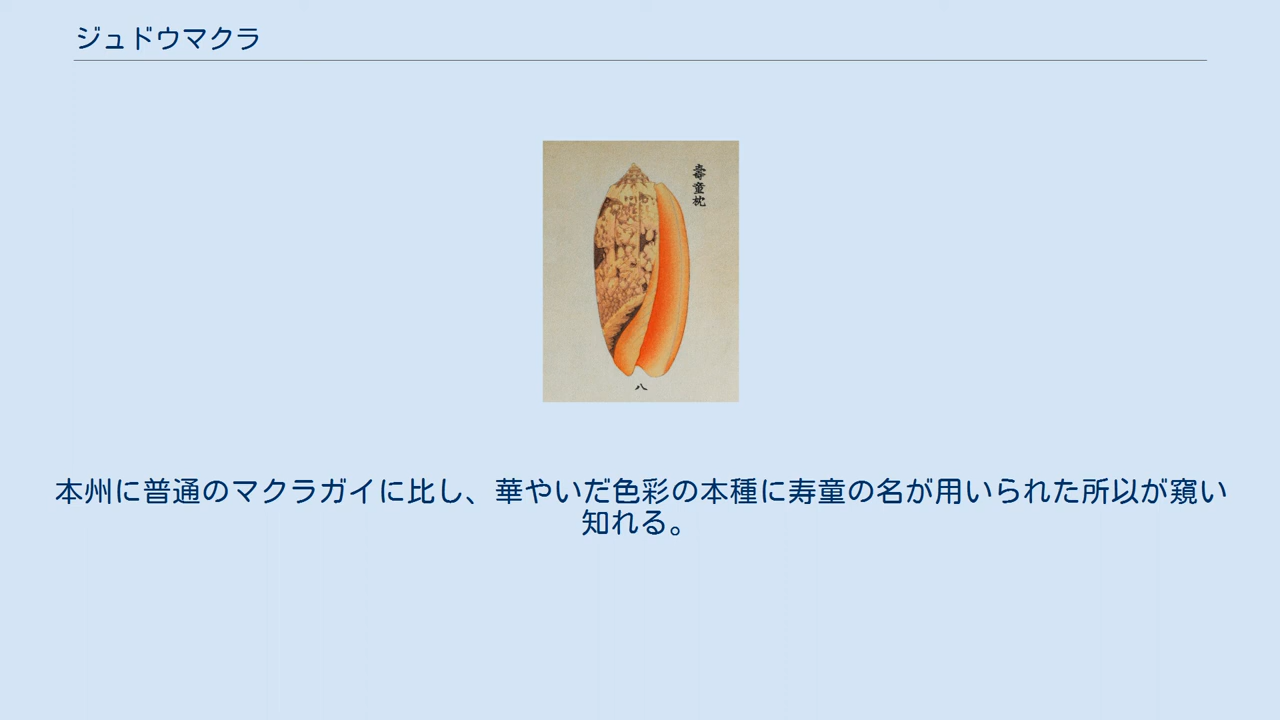 ジュドウマクラ
壽童枕
八
本州に普通のマクラガイに比し、華やいだ色彩の本種に寿童の名が用いられた所以が窺い
知れる。